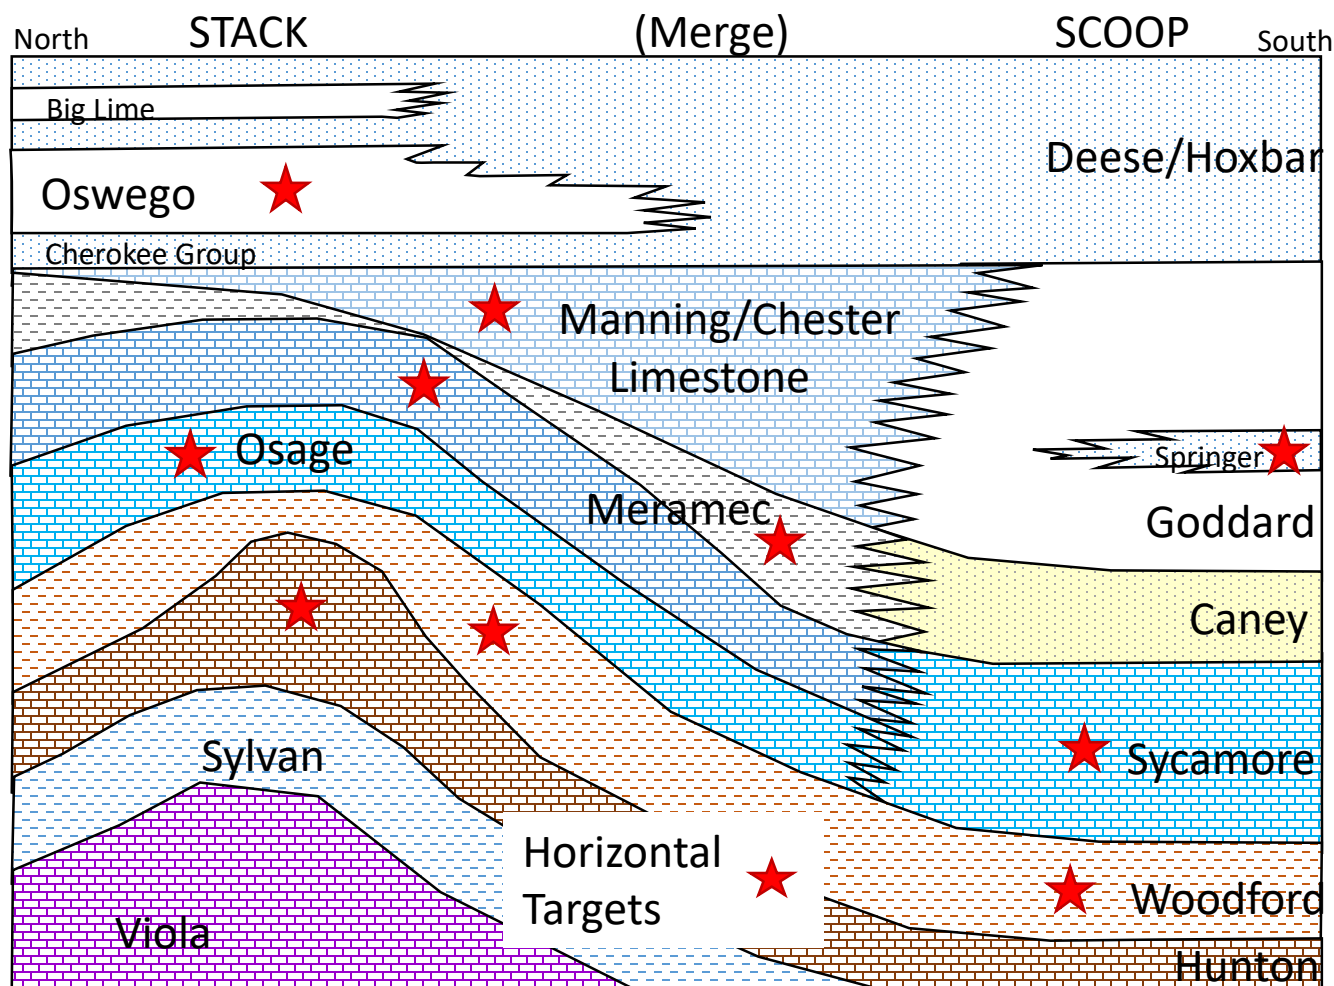 North
STACK
(Merge)
SCOOP
South
Big Lime
Deese/Hoxbar
Oswego
Cherokee Group
Manning/Chester
Limestone
Osage
Springer
Meramec
Goddard
Caney
Sylvan
Sycamore
Horizontal
Targets
Woodford
Viola
Hunton